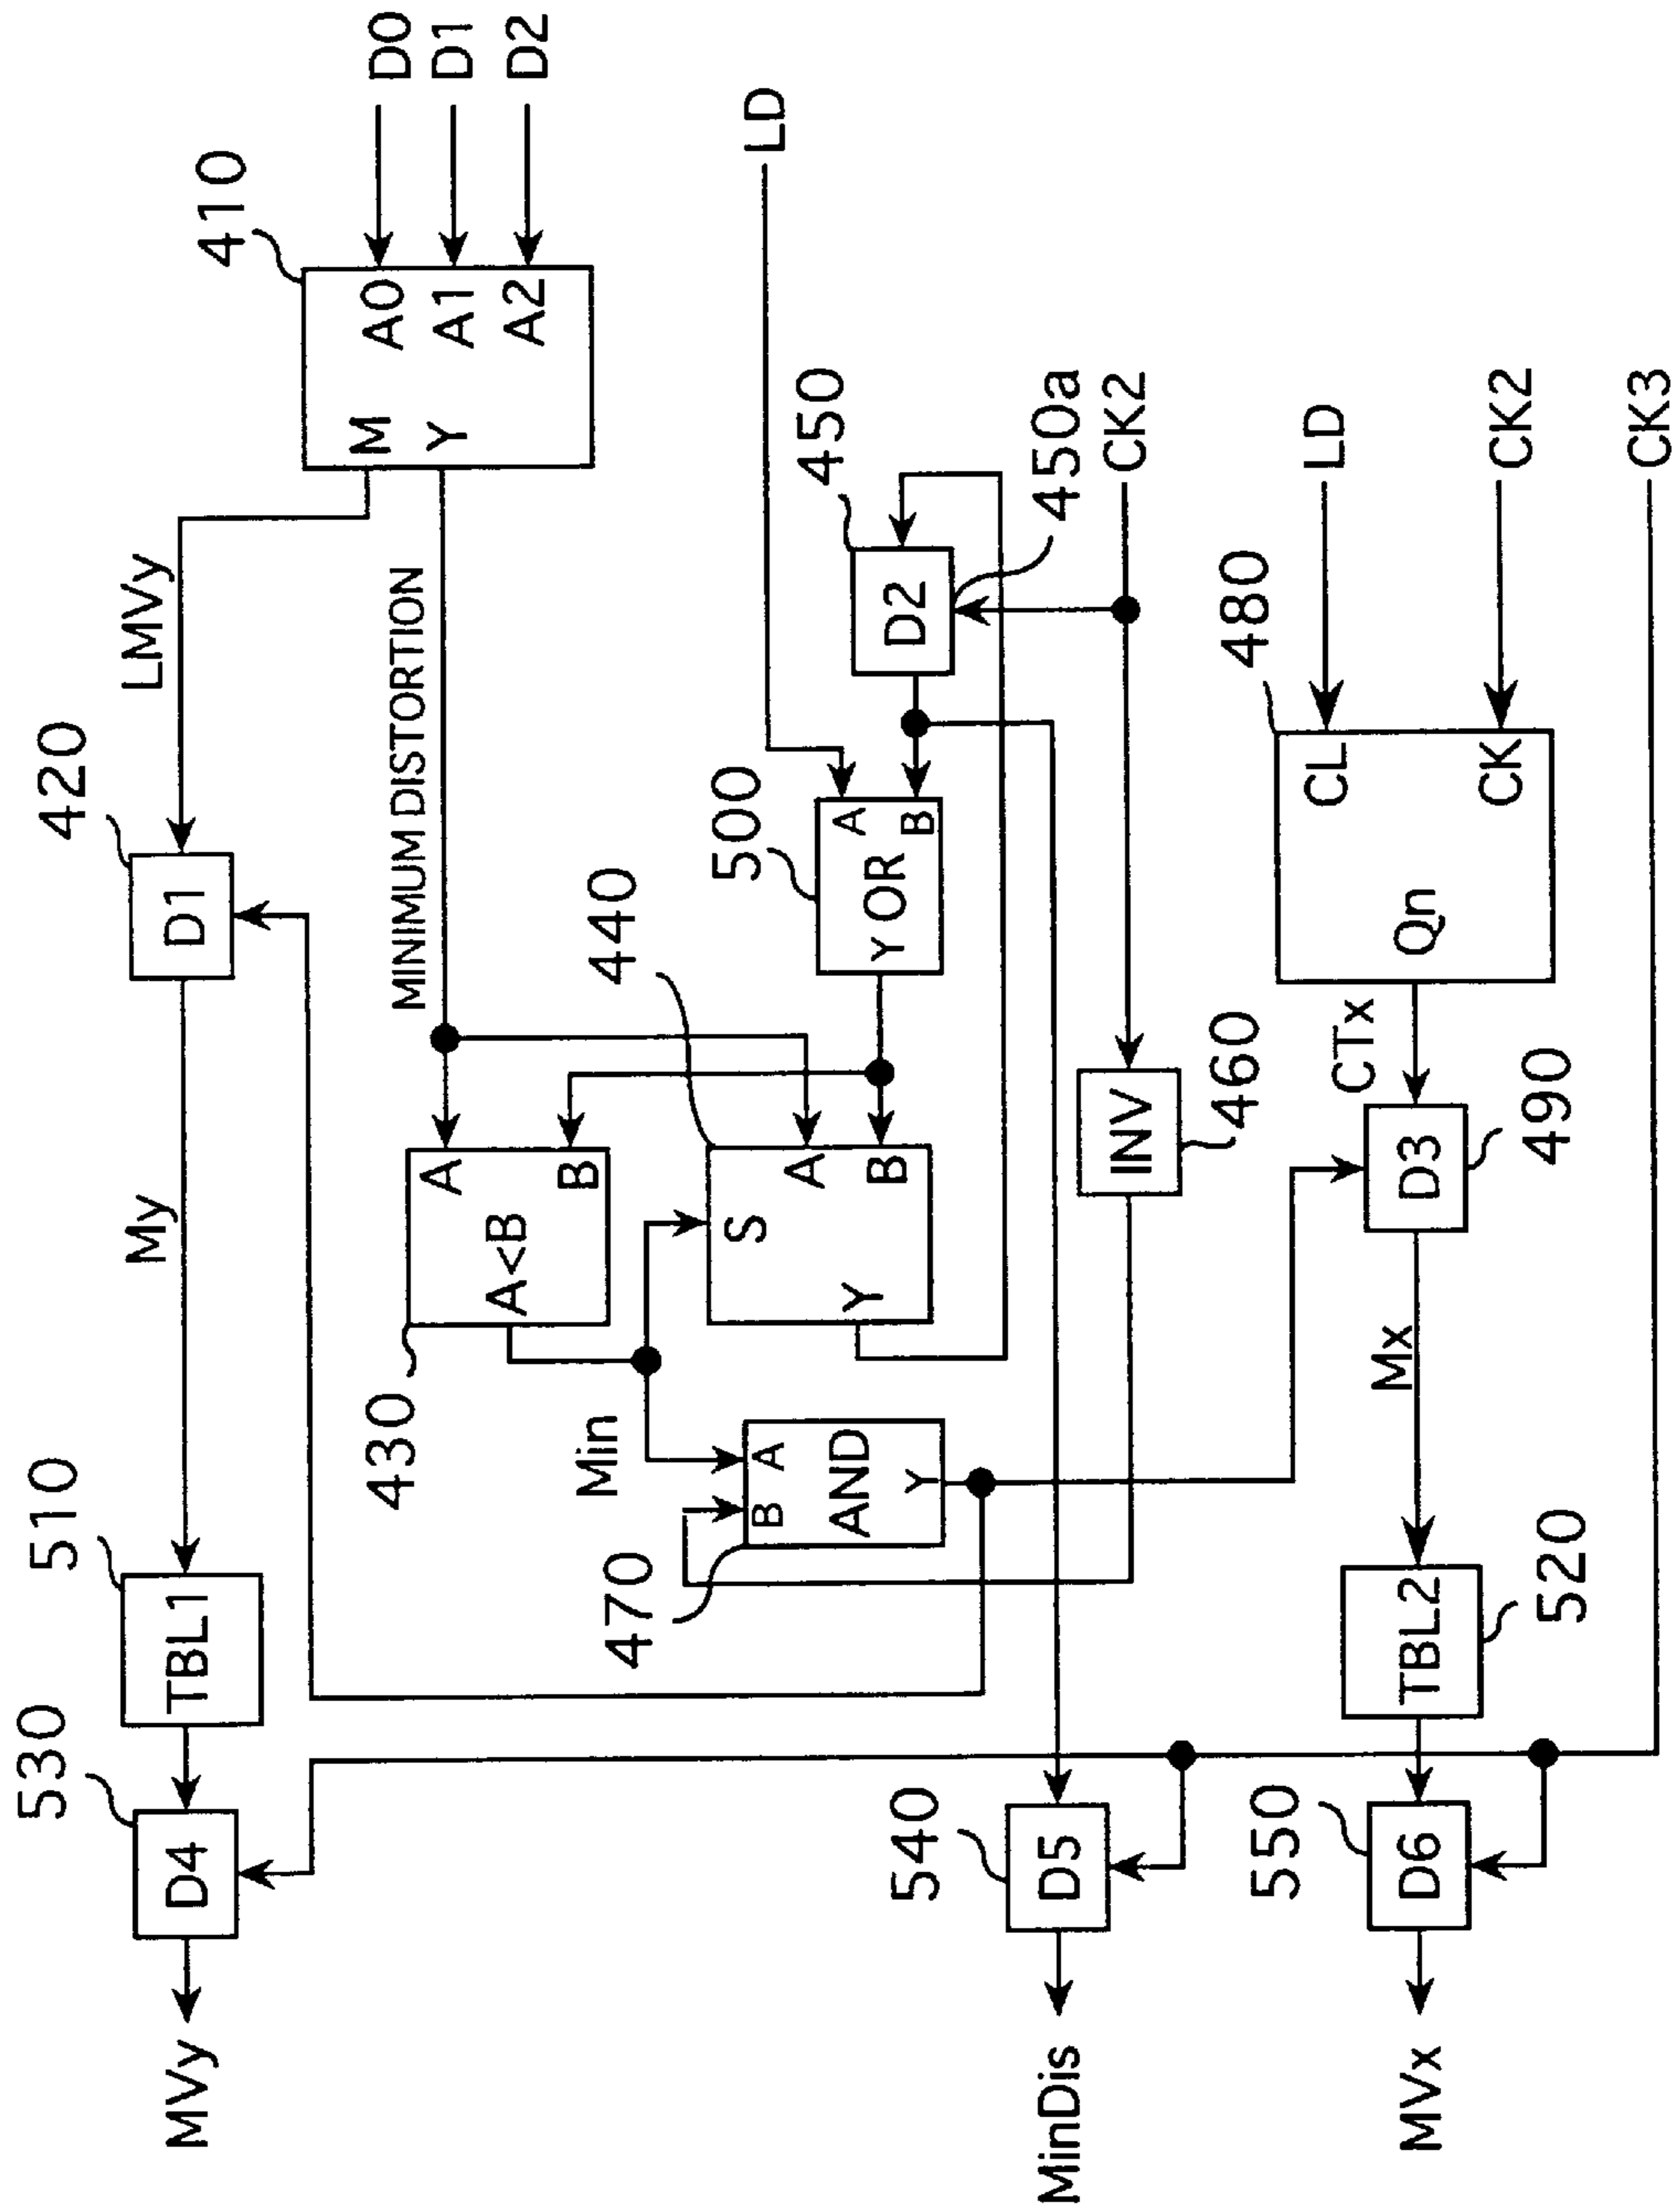 D0
D1
D2
410
A0
A1
A2
M
Y
LMVy
MINIMUM DISTORTION
LD
420
D1
450
D2
450a
CK2
500
A
B
Y OR
440
430
A
B
A<B
S
A
B
Y
460
INV
LD
CK2
CK3
480
CL
CK
Qn
CTx
490
D3
My
Min
470
A
B
AND
Y
Mx
510
TBL1
520
TBL2
530
D4
540
D5
550
D6
MVy
MinDis
MVx